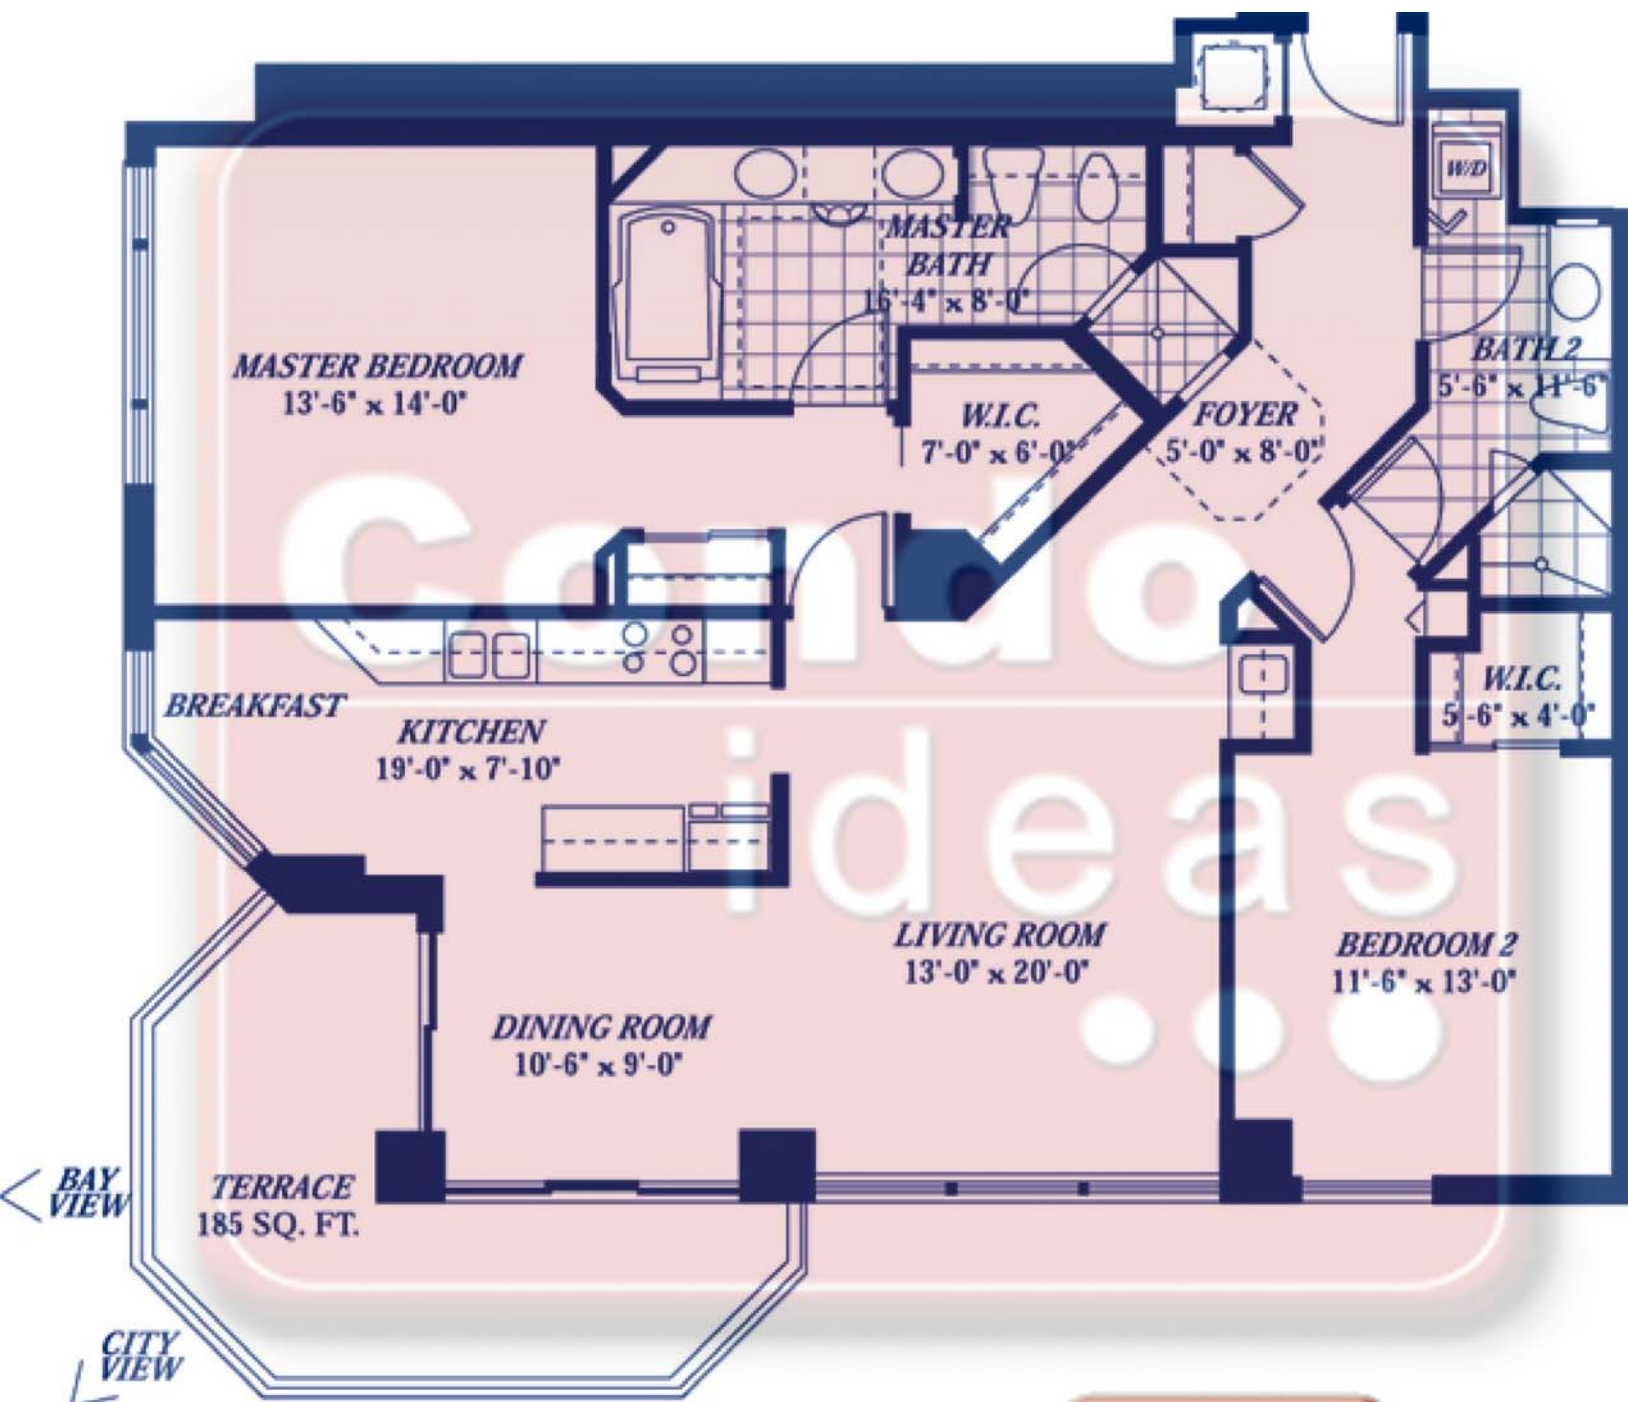 W/D
MASTER
BATH
16'-4" x 8'-0"
MASTER BEDROOM
13'-6" x 14'-0"
W.I.C.
7'-0" x 6'-0"
FOYER
5'-0" x 8'-0"
BATH 2
5'-6" x 11'-6"
Condo
ideas
BREAKFAST
KITCHEN
19'-0" x 7'-10"
W.I.C.
5'-6" x 4'-0"
LIVING ROOM
13'-0" x 20'-0"
BEDROOM 2
11'-6" x 13'-0"
DINING ROOM
10'-6" x 9'-0"
TERRACE
185 SQ. FT.
BAY
VIEW
CITY
VIEW